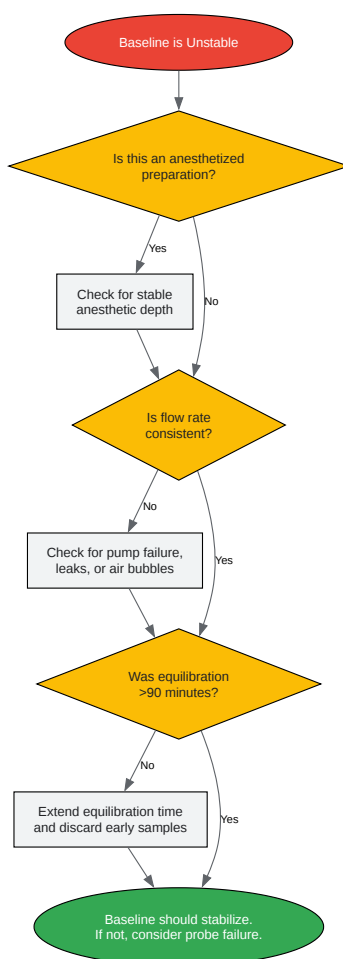 Baseline is Unstable
Is this an anesthetized
preparation?
Yes
Check for stable
anesthetic depth
No
Is flow rate
consistent?
No
Check for pump failure,
leaks, or air bubbles
Yes
Was equilibration
>90 minutes?
No
Extend equilibration time
and discard early samples
Yes
Baseline should stabilize.
If not, consider probe failure.